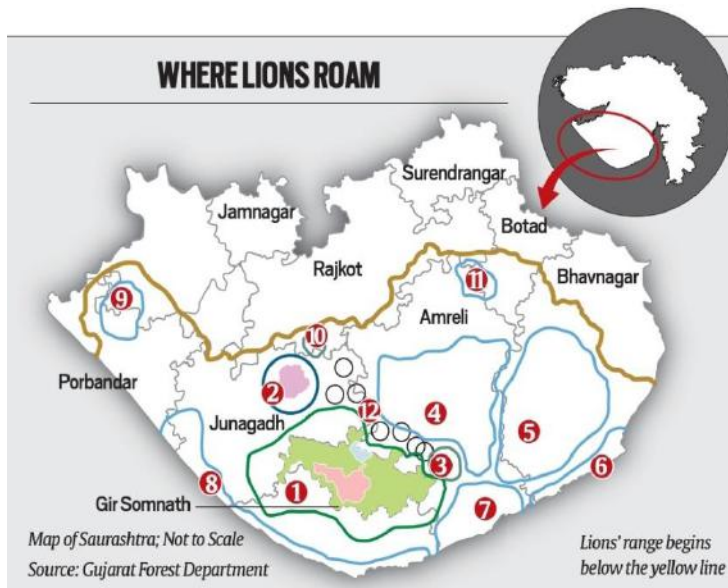 WHERE LIONS ROAM
Surendrangar
Jamnagar
Botad
Rajkot
Bhavnagar
9
11
Amreli
10
Porbandar
2
12
4
Junagadh
5
3
6
8
1
7
Gir Somnath
Map of Saurashtra; Not to Scale
Source: Gujarat Forest Department
Lions' range begins
below the yellow line